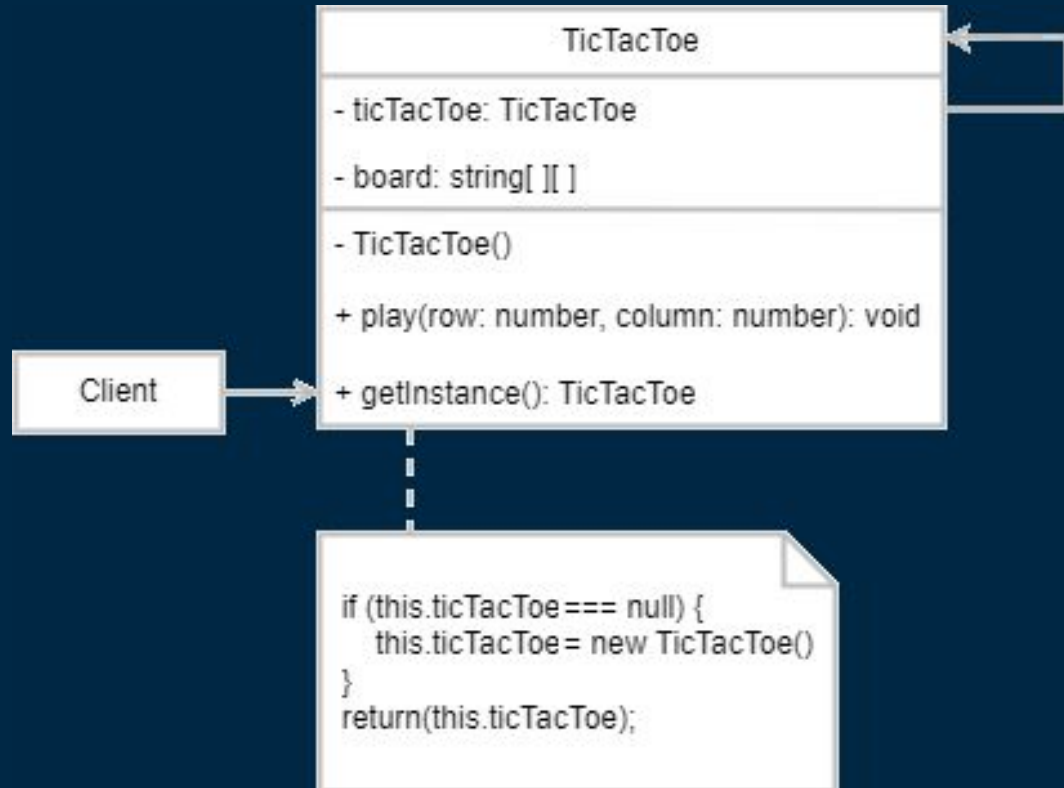 TicTacToe
- ticTacToe: TicTacToe
- board: string[ ][ ]
- TicTacToe()
+ play(row: number, column: number): void
+ getInstance(): TicTacToe
Client
if (this.ticTacToe=== null) {
this.ticTacToe= new TicTacToe()
}
return(this.ticTacToe);